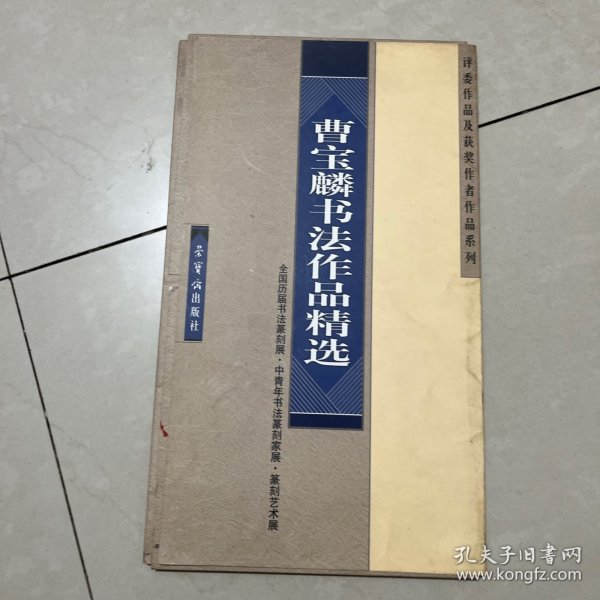 评委作品及获奖作者作品系列
曹宝麟书法作品精选
全国历届书法篆刻展·中青年书法篆刻家展·篆刻艺术展
荣宝斋出版社
孔夫子旧书网
www.kongfz.com